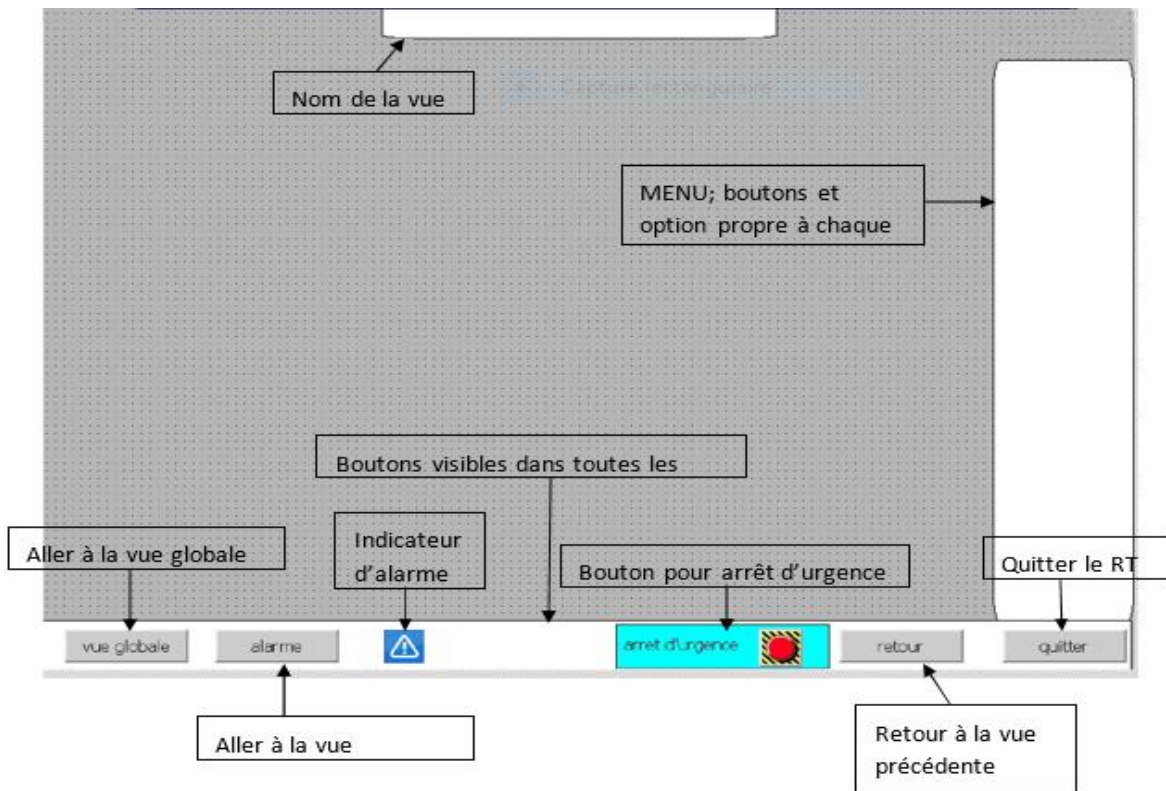 Nom de la vue
Capture rectangulaire
MENU; boutons et
option propre à chaque
Boutons visibles dans toutes les
Aller à la vue globale
Indicateur
d'alarme
Bouton pour arrêt d'urgence
Quitter le RT
vue globale
alarme
arret d'urgence
retour
quitter
Aller à la vue
Retour à la vue
précédente